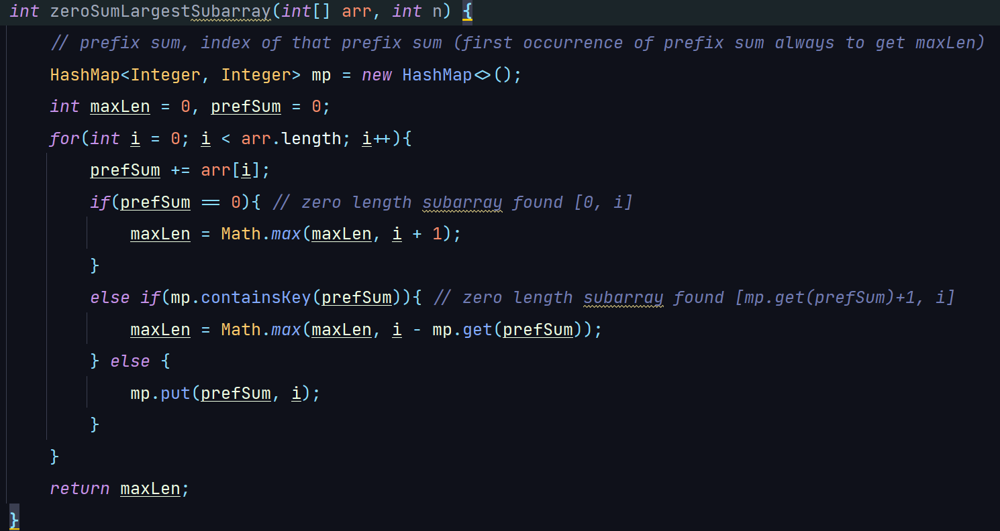 int zeroSumLargestSubarray(int[] arr, int n) {
    // prefix sum, index of that prefix sum (first occurrence of prefix sum always to get maxLen)
    HashMap<Integer, Integer> mp = new HashMap<>();
    int maxLen = 0, prefSum = 0;
    for(int i = 0; i < arr.length; i++){
        prefSum += arr[i];
        if(prefSum == 0){ // zero length subarray found [0, i]
            maxLen = Math.max(maxLen, i + 1);
        }
        else if(mp.containsKey(prefSum)){ // zero length subarray found [mp.get(prefSum)+1, i]
            maxLen = Math.max(maxLen, i - mp.get(prefSum));
        } else {
            mp.put(prefSum, i);
        }
    }
    return maxLen;
}